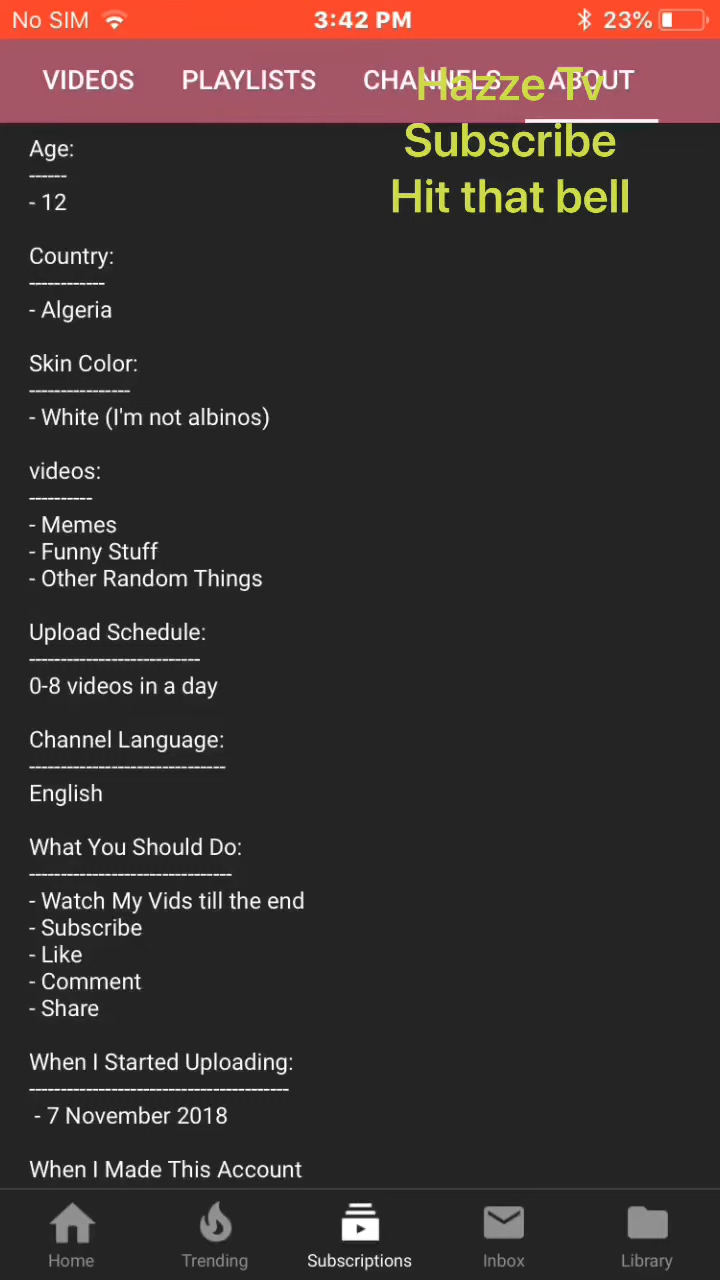 No SIM 3:42 PM 23%
VIDEOS PLAYLISTS CHANNELS ABOUT
Hazze Tv
Subscribe
Hit that bell
Age:
------
- 12
Country:
------------
- Algeria
Skin Color:
----------------
- White (I'm not albinos)
videos:
----------
- Memes
- Funny Stuff
- Other Random Things
Upload Schedule:
---------------------------
0-8 videos in a day
Channel Language:
-------------------------------
English
What You Should Do:
--------------------------------
- Watch My Vids till the end
- Subscribe
- Like
- Comment
- Share
When I Started Uploading:
-----------------------------------------
- 7 November 2018
When I Made This Account
Home Trending Subscriptions Inbox Library